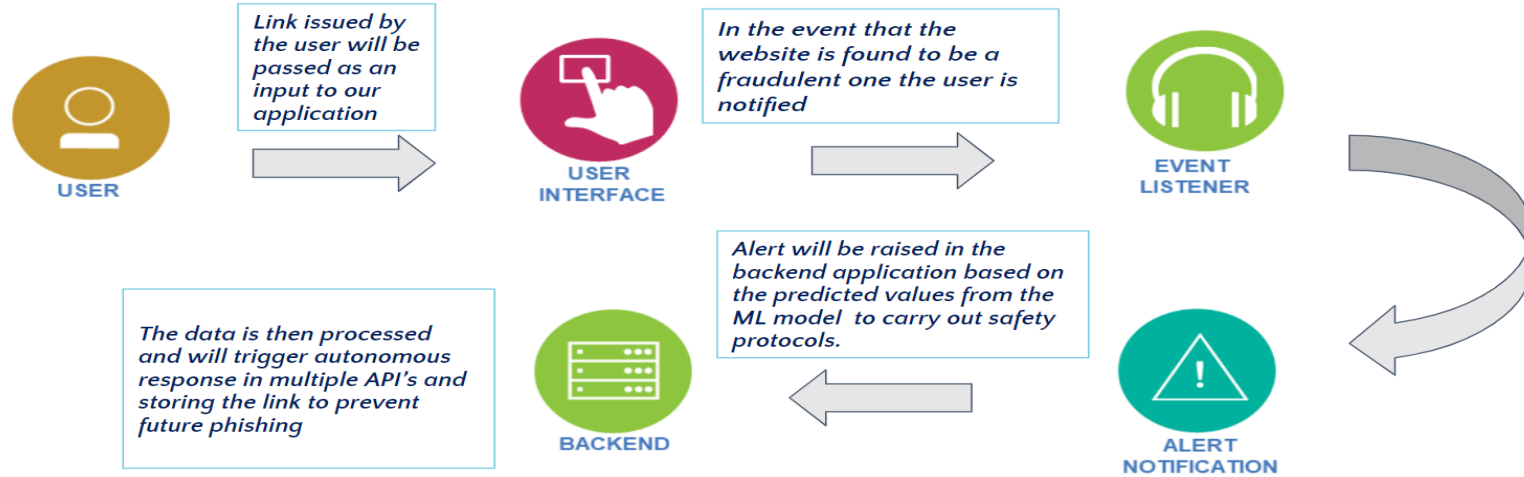 Link issued by
the user will be
passed as an
input to our
application
In the event that the
website is found to be a
fraudulent one the user is
notified
USER
USER
INTERFACE
EVENT
LISTENER
Alert will be raised in the
backend application based on
the predicted values from the
ML model to carry out safety
protocols.
The data is then processed
and will trigger autonomous
response in multiple API's and
storing the link to prevent
future phishing
!
BACKEND
ALERT
NOTIFICATION